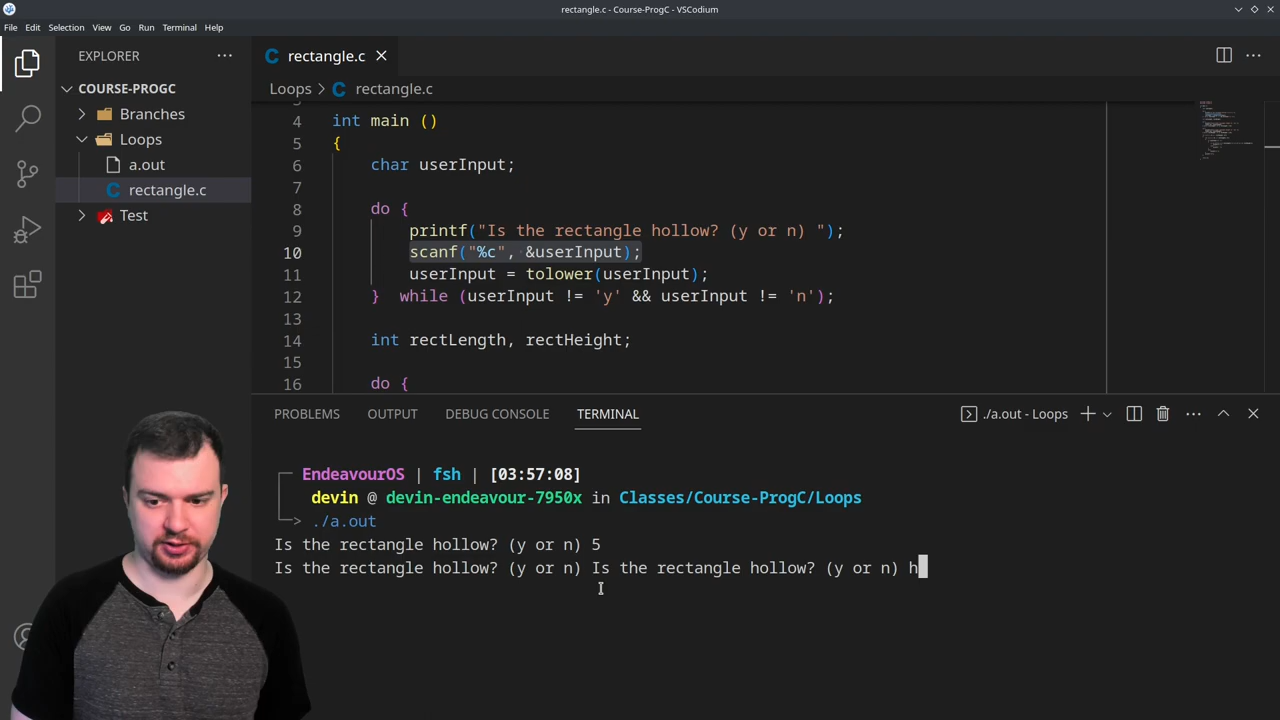 rectangle.c - Course-ProgC - VSCodium
File Edit Selection View Go Run Terminal Help
EXPLORER
COURSE-PROGC
Branches
Loops
a.out
rectangle.c
Test
rectangle.c
Loops > rectangle.c
4 int main ()
5 {
6 char userInput;
7
8 do {
9 printf("Is the rectangle hollow? (y or n) ");
10 scanf("%c", &userInput);
11 userInput = tolower(userInput);
12 } while (userInput != 'y' && userInput != 'n');
13
14 int rectLength, rectHeight;
15
16 do {
PROBLEMS OUTPUT DEBUG CONSOLE TERMINAL
./a.out - Loops
EndeavourOS | fsh | [03:57:08]
devin @ devin-endeavour-7950x in Classes/Course-ProgC/Loops
> ./a.out
Is the rectangle hollow? (y or n) 5
Is the rectangle hollow? (y or n) Is the rectangle hollow? (y or n) h